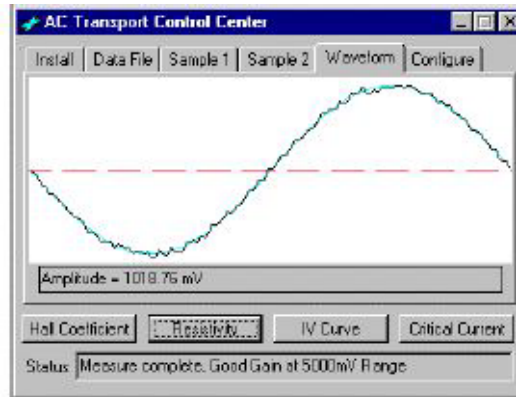 AC Transport Control Center
Install Data File Sample 1 Sample 2 Waveform Configure
Amplitude = 1018.76 mV
Hall Coefficient Resistivity IV Curve Critical Current
Status: Measure complete. Good Gain at 5000mV Range